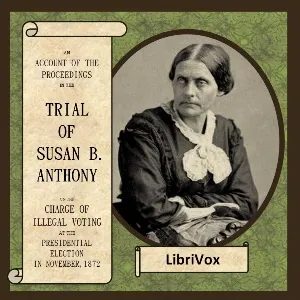 AN
ACCOUNT OF THE
PROCEEDINGS
IN THE
TRIAL
OF
SUSAN B.
ANTHONY
ON THE
CHARGE OF
ILLEGAL VOTING
AT THE
PRESIDENTIAL
ELECTION
IN NOVEMBER, 1872
LibriVox